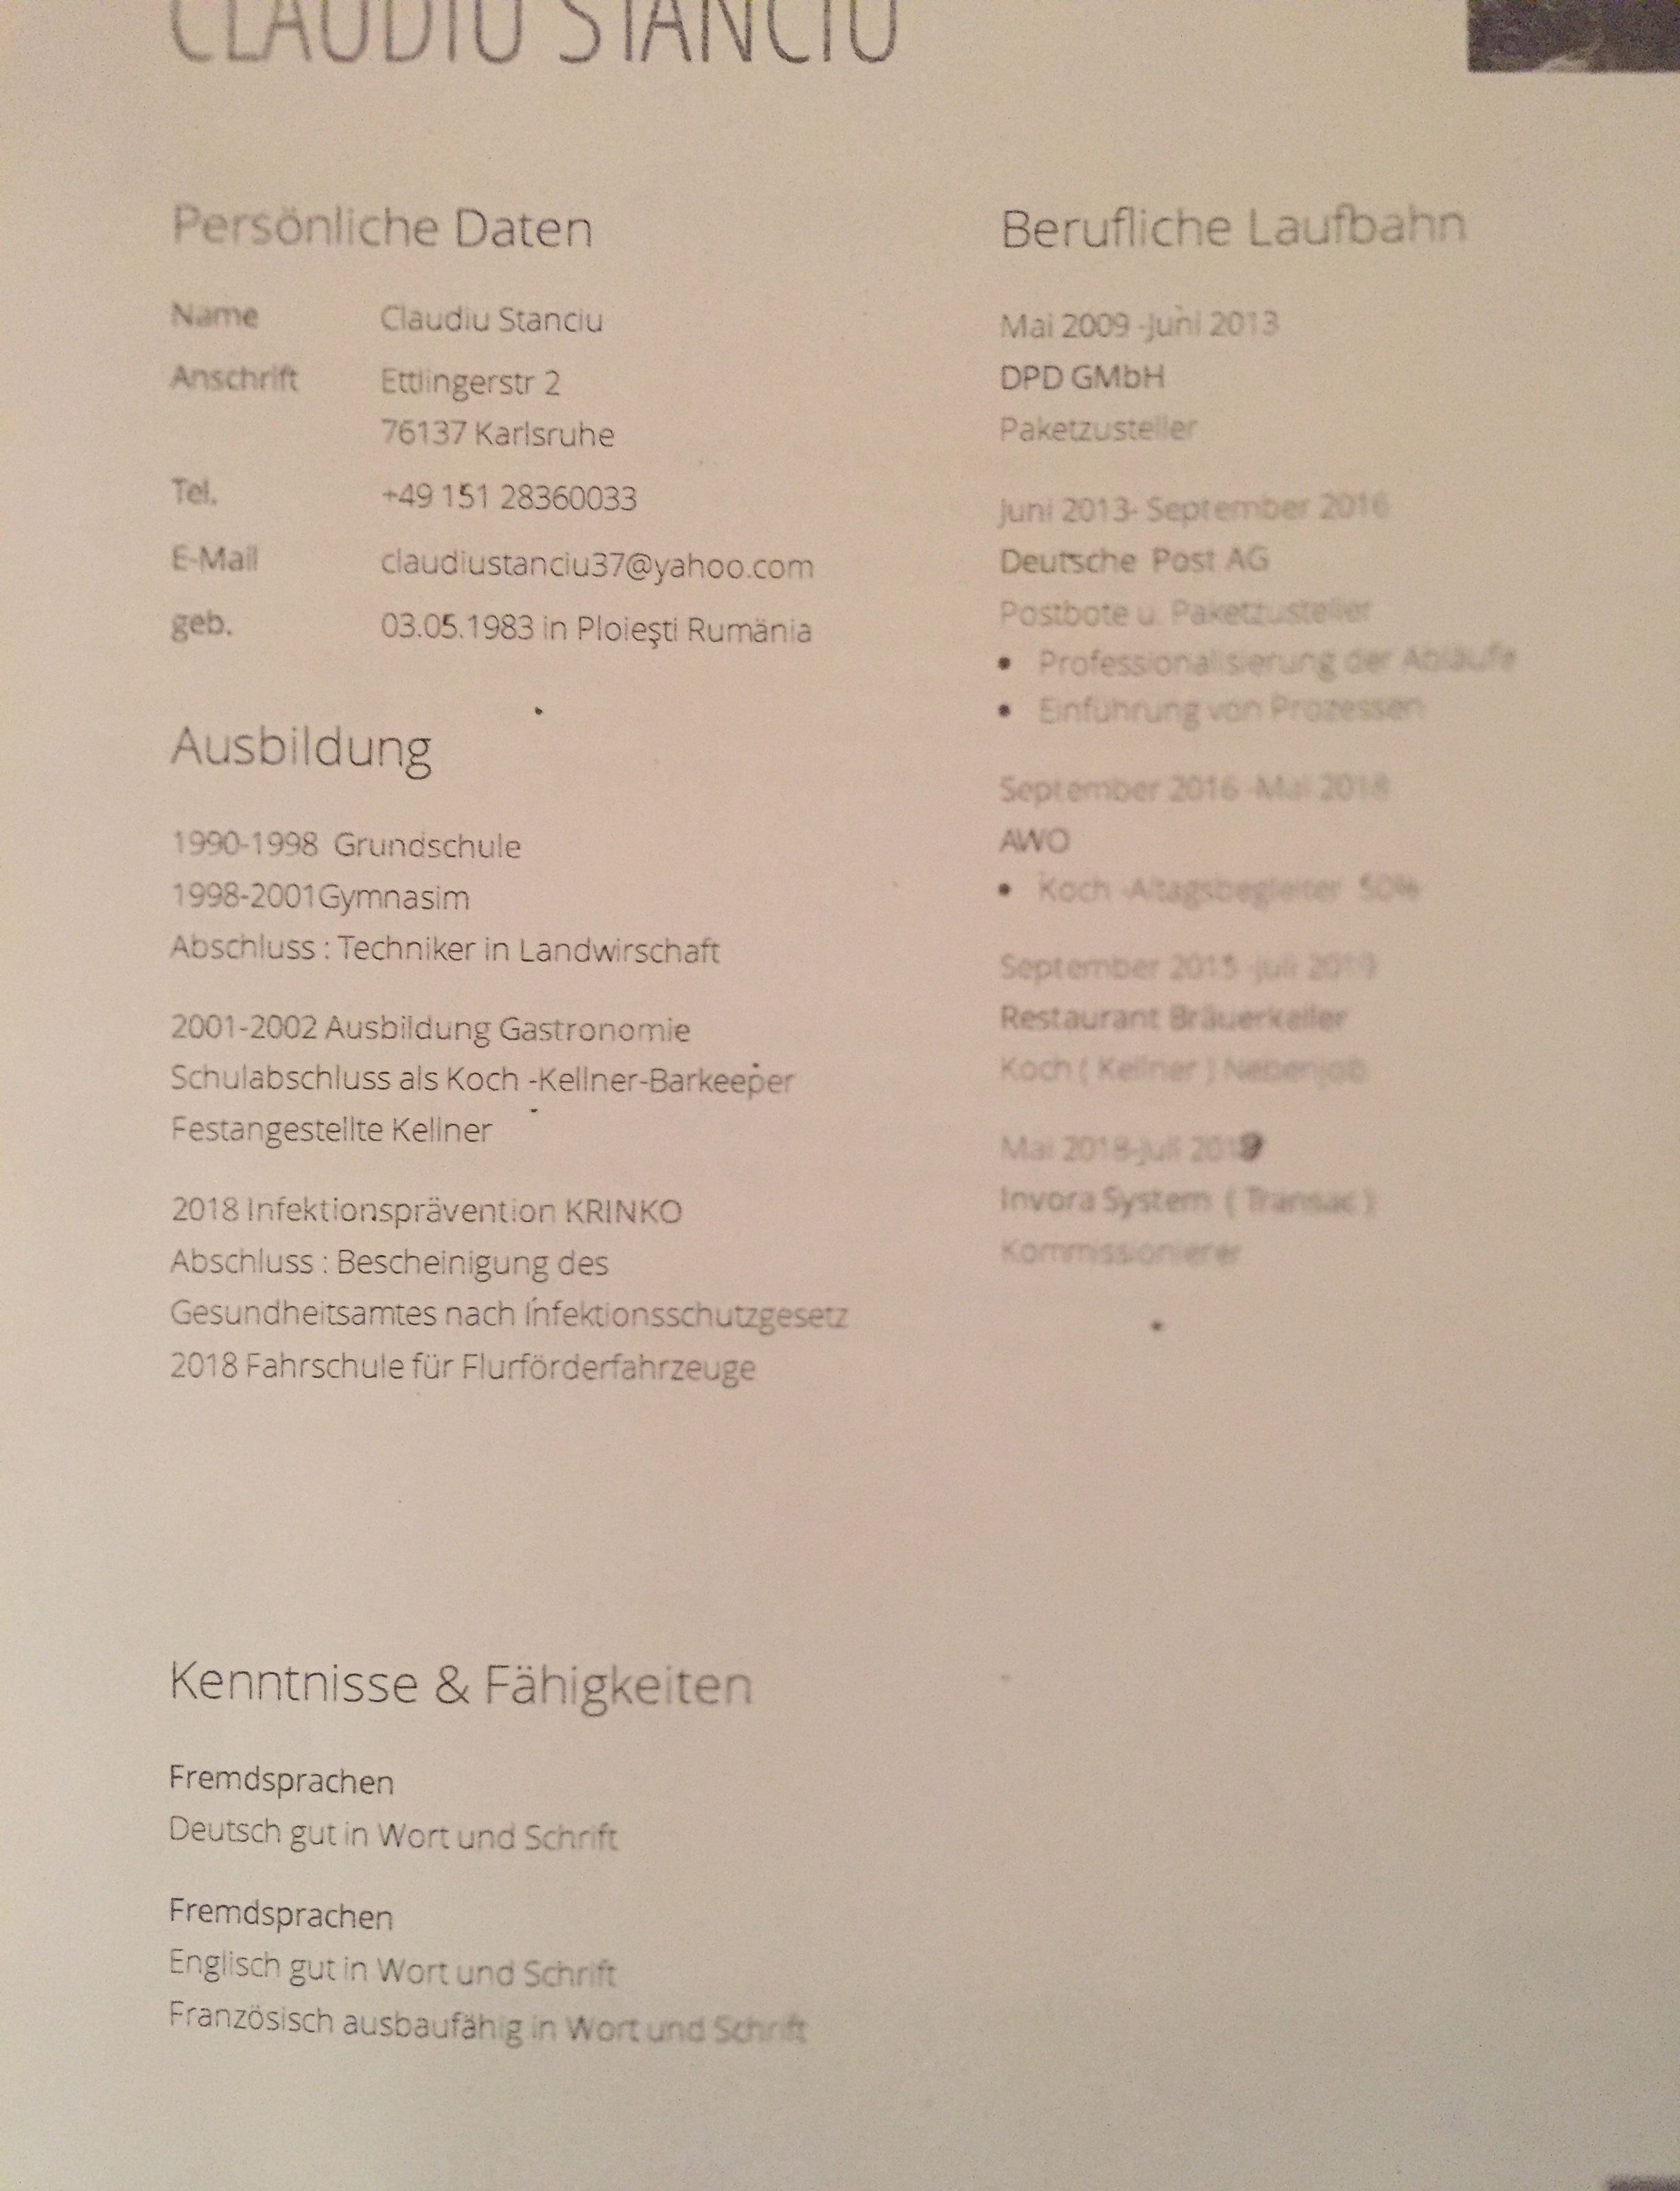 CLAUDIU STANCIU
Persönliche Daten
Name Claudiu Stanciu
Anschrift Ettlingerstr 2
76137 Karlsruhe
Tel. +49 151 28360033
E-Mail claudiustanciu37@yahoo.com
geb. 03.05.1983 in Ploieşti Rumänia
Ausbildung
1990-1998 Grundschule
1998-2001Gymnasim
Abschluss : Techniker in Landwirschaft
2001-2002 Ausbildung Gastronomie
Schulabschluss als Koch -Kellner-Barkeeper
Festangestellte Kellner
2018 Infektionsprävention KRINKO
Abschluss : Bescheinigung des
Gesundheitsamtes nach Infektionsschutzgesetz
2018 Fahrschule für Flurförderfahrzeuge
Kenntnisse & Fähigkeiten
Fremdsprachen
Deutsch gut in Wort und Schrift
Fremdsprachen
Englisch gut in Wort und Schrift
Französisch ausbaufähig in Wort und Schrift
Berufliche Laufbahn
Mai 2009 -Juni 2013
DPD GMbH
Paketzusteller
Juni 2013- September 2016
Deutsche Post AG
Postbote u. Paketzusteller
• Professionalisierung der Abläufe
• Einführung von Prozessen
September 2016 -Mai 2018
AWO
• Koch -Altagsbegleiter 50%
September 2015 -Juli 2019
Restaurant Bräuerkeller
Koch ( Kellner ) Nebenjob
Mai 2018-Juli 2019
Invora System ( Transac )
Kommissionierer